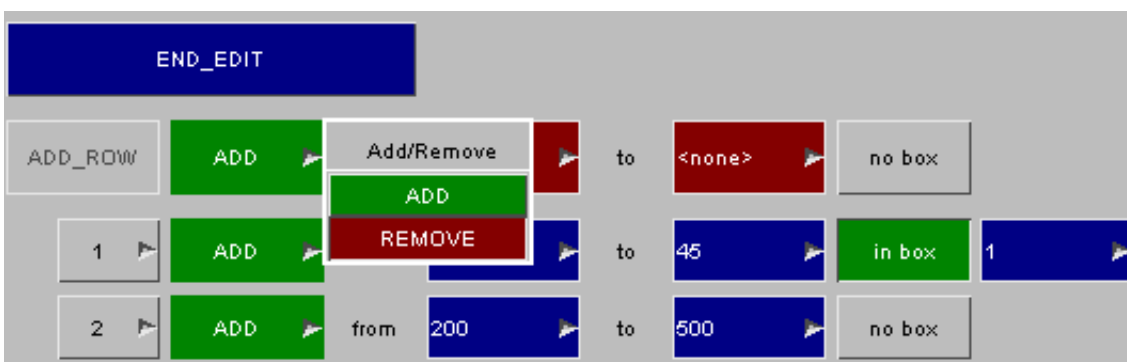 END_EDIT
ADD_ROW ADD Add/Remove to <none> no box
ADD
REMOVE
1 ADD to 45 in box 1
2 ADD from 200 to 500 no box